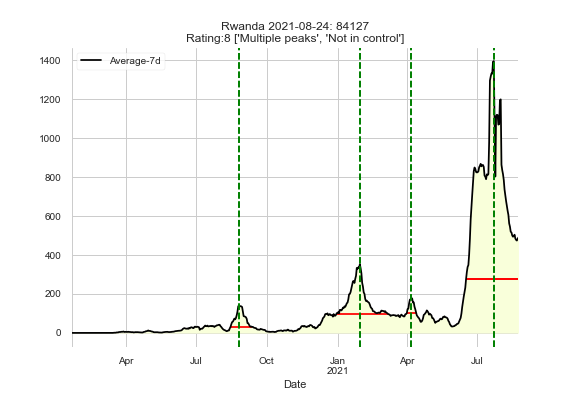 Rwanda 2021-08-24: 84127
Rating:8 ['Multiple peaks', 'Not in control']
Average-7d
1400
1200
1000
800
600
400
200
0
Apr Jul Oct Jan Apr Jul
2021
Date